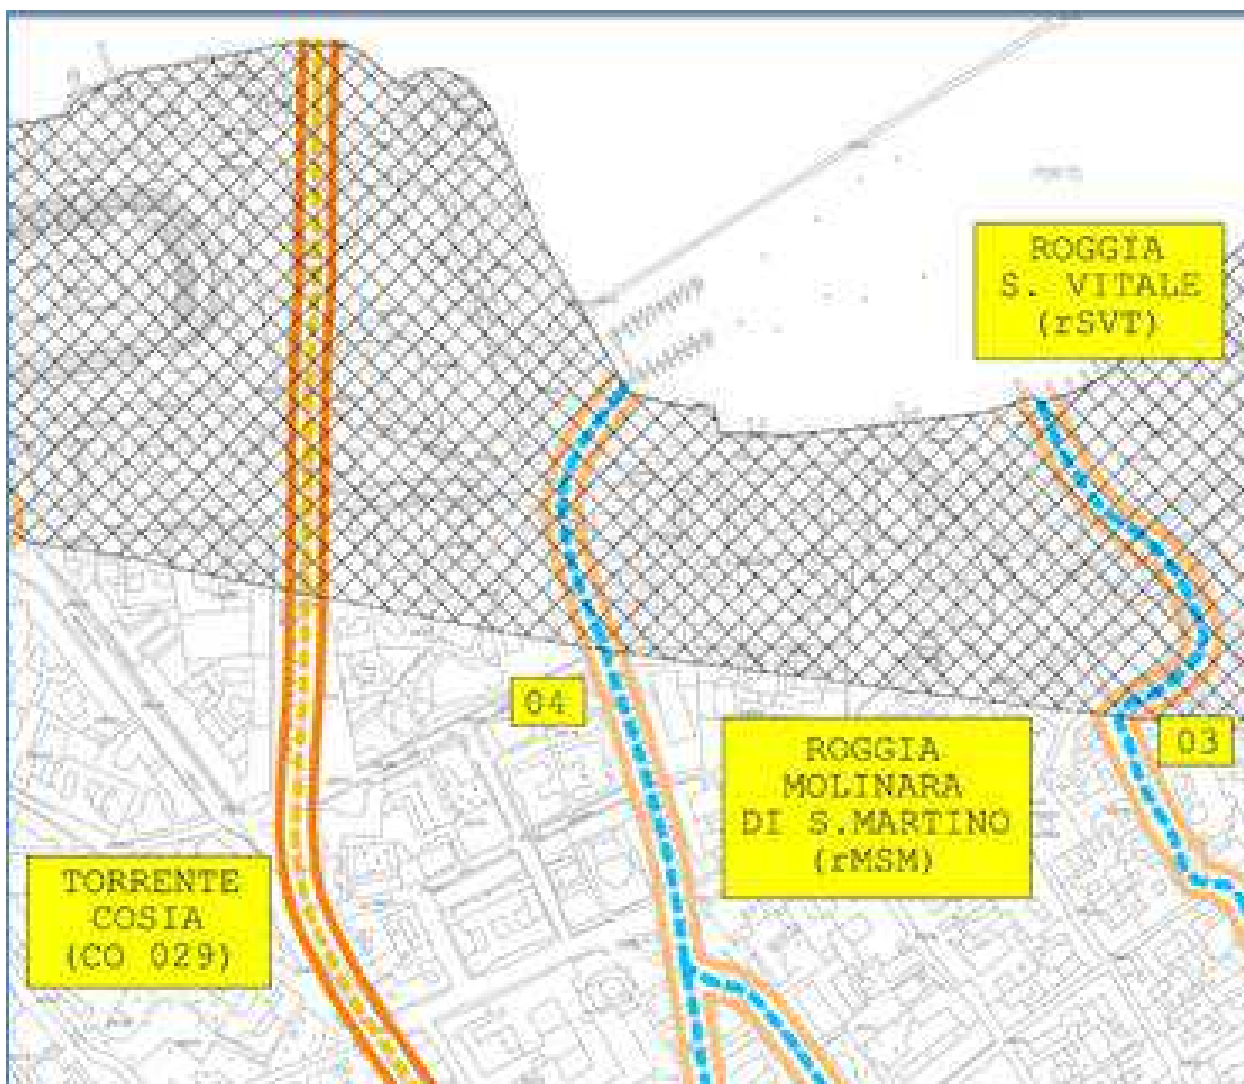 ROGGIA
S. VITALE
(rSVT)
04
03
ROGGIA
MOLINARA
DI S.MARTINO
(rMSM)
TORRENTE
COSIA
(CO 029)